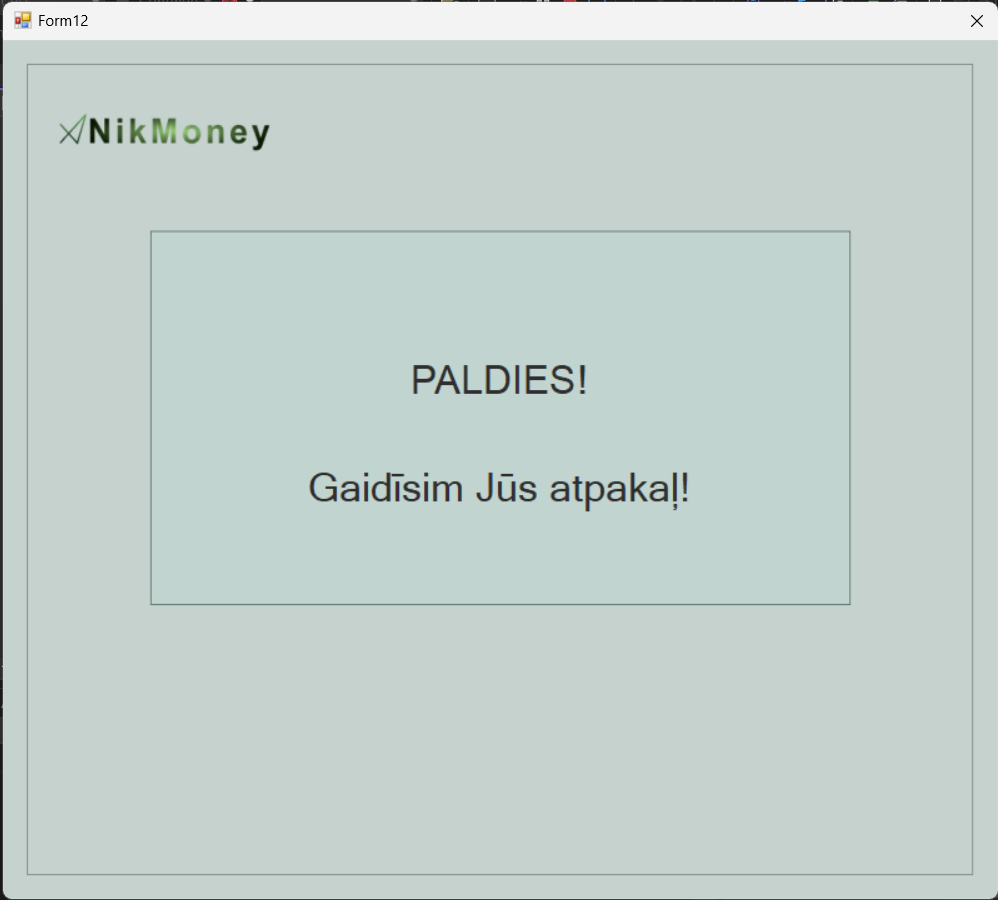 Form12
NikMoney
PALDIES!
Gaidīsim Jūs atpakaļ!